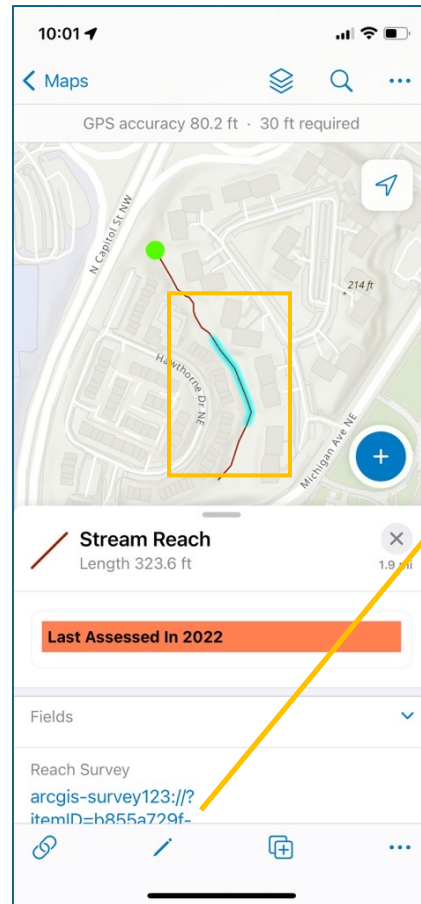 10:01
Maps
GPS accuracy 80.2 ft · 30 ft required
N Capitol St NW
214 ft
Hawthorne Dr NE
Michigan Ave NE
Stream Reach
Length 323.6 ft
1.9 mi
Last Assessed In 2022
Fields
Reach Survey
arcgis-survey123://?
itemID=b855a729f-